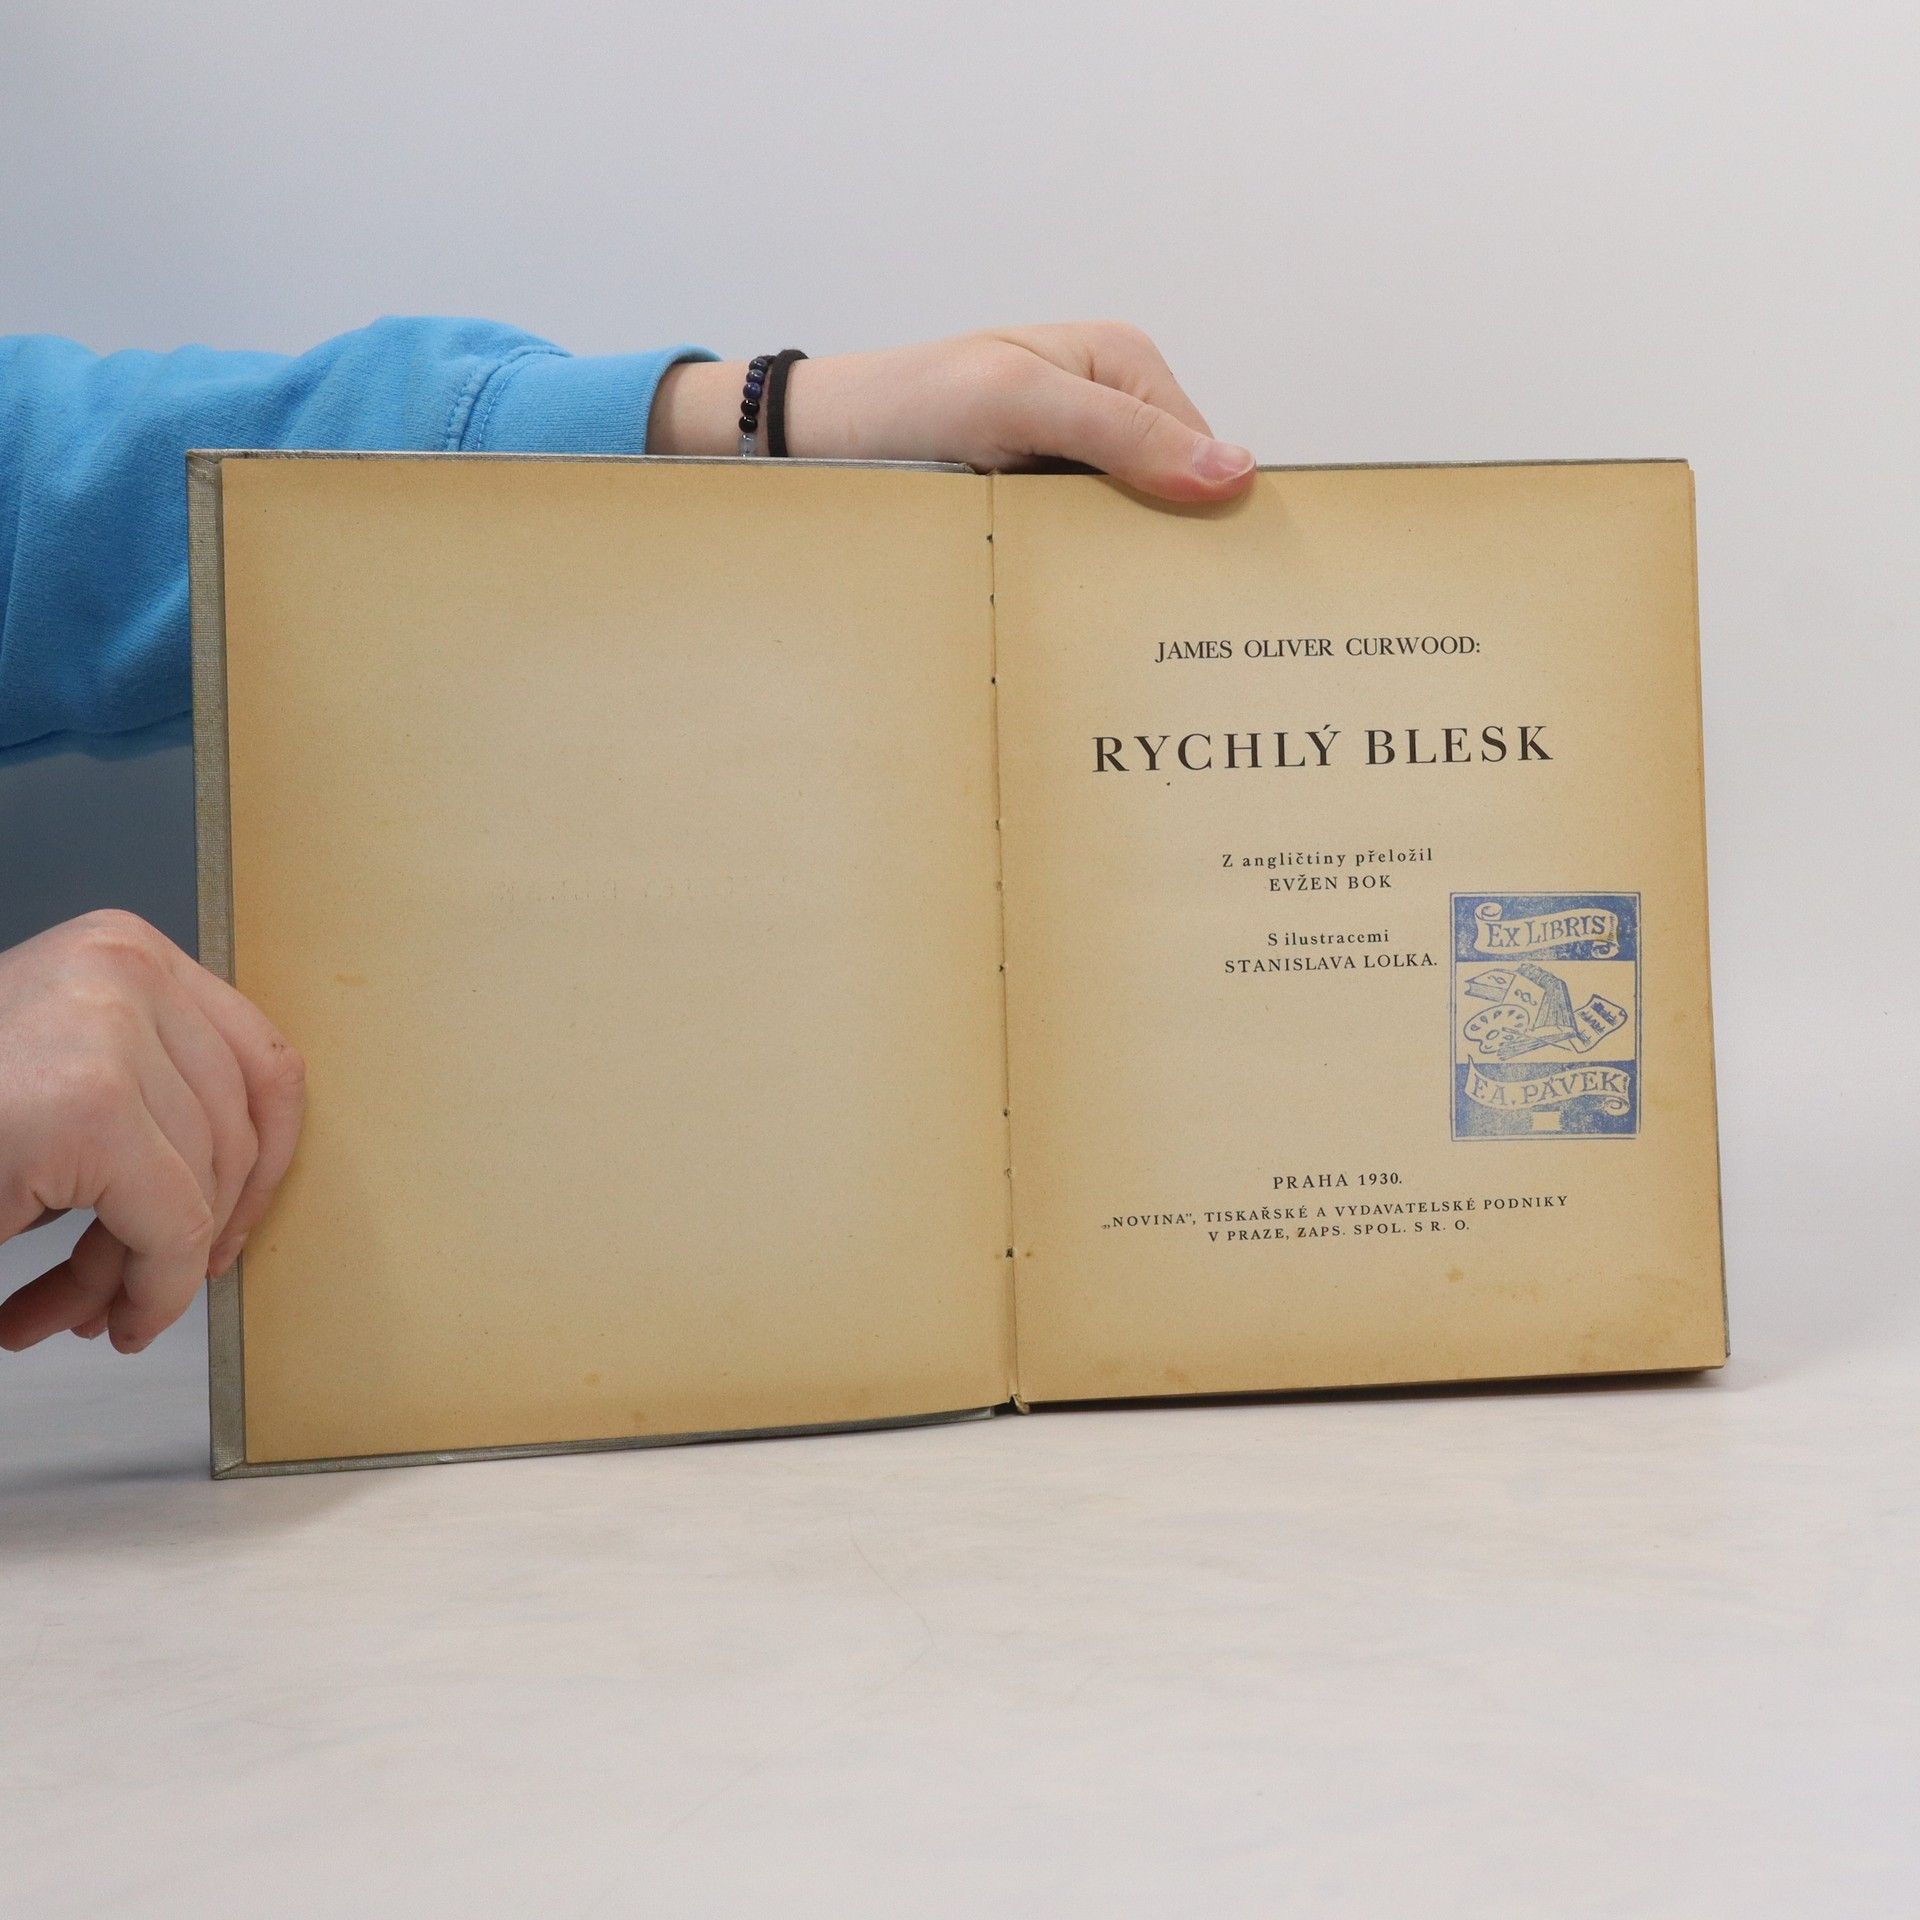 JAMES OLIVER CURWOOD:
RYCHLÝ BLESK
Z angličtiny přeložil
EVŽEN BOK
S ilustracemi
STANISLAVA LOLKA.
EX LIBRIS
F.A. PÁVEK
PRAHA 1930.
„NOVINA”, TISKAŘSKÉ A VYDAVATELSKÉ PODNIKY
V PRAZE, ZAPS. SPOL. S R. O.